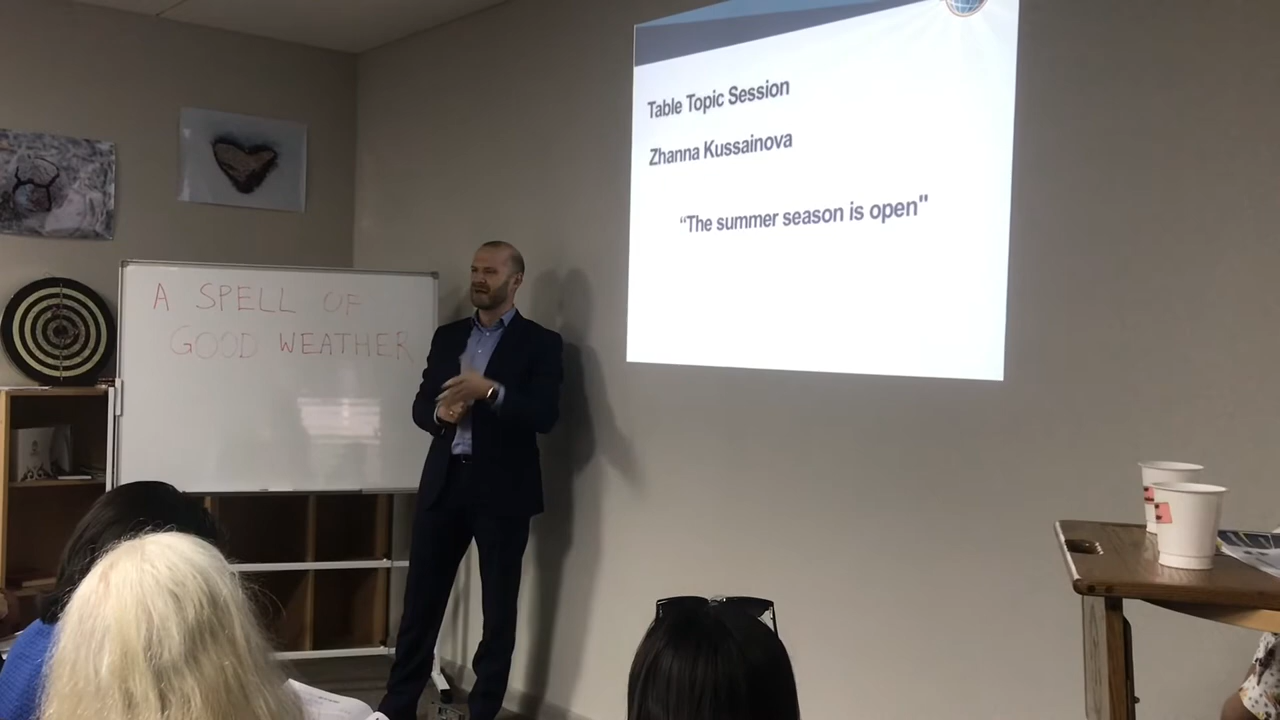 A SPELL OF
GOOD WEATHER
Table Topic Session
Zhanna Kussainova
“The summer season is open"